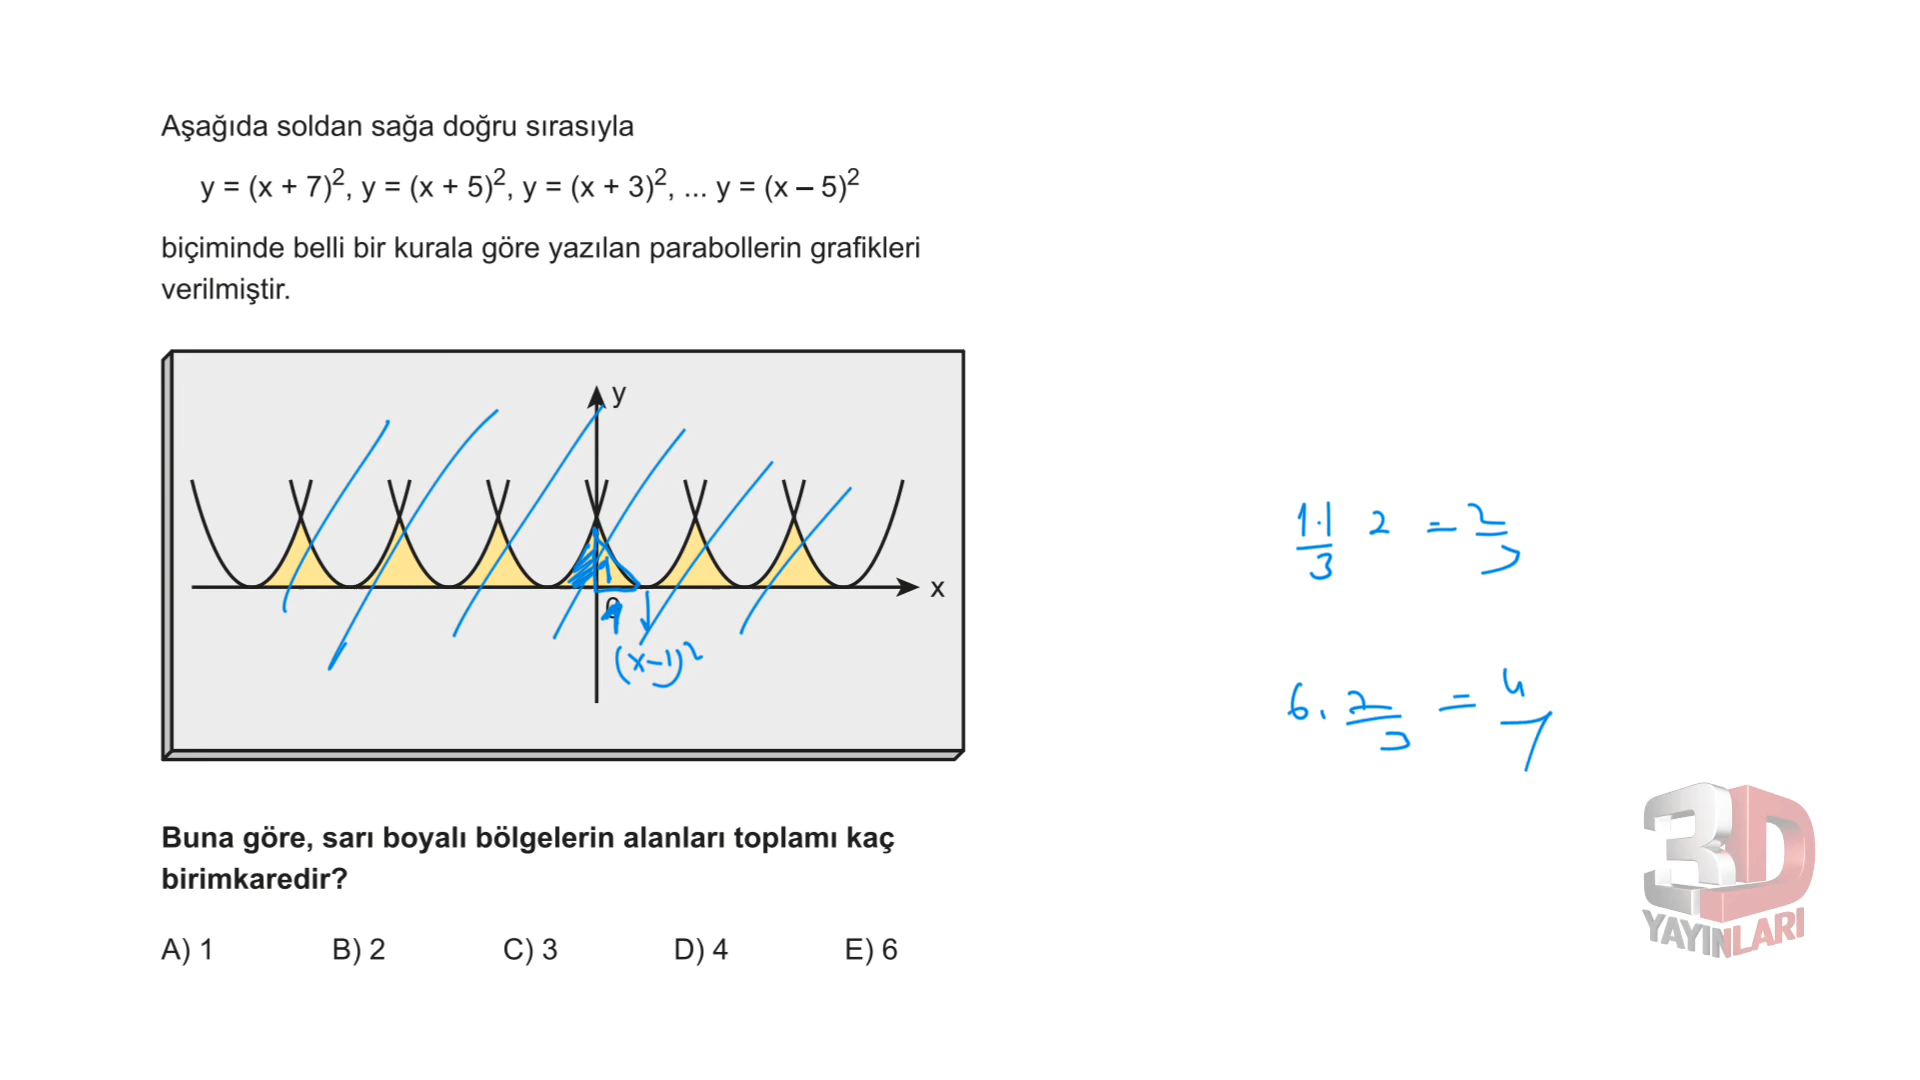 Aşağıda soldan sağa doğru sırasıyla
y = (x + 7)², y = (x + 5)², y = (x + 3)², ... y = (x – 5)²
biçiminde belli bir kurala göre yazılan parabollerin grafikleri
verilmiştir.
y
x
0
(x-1)²
1·1/3 2 = 2/3
6. 2/3 = 4
Buna göre, sarı boyalı bölgelerin alanları toplamı kaç
birimkaredir?
A) 1 B) 2 C) 3 D) 4 E) 6
3D
YAYINLARI